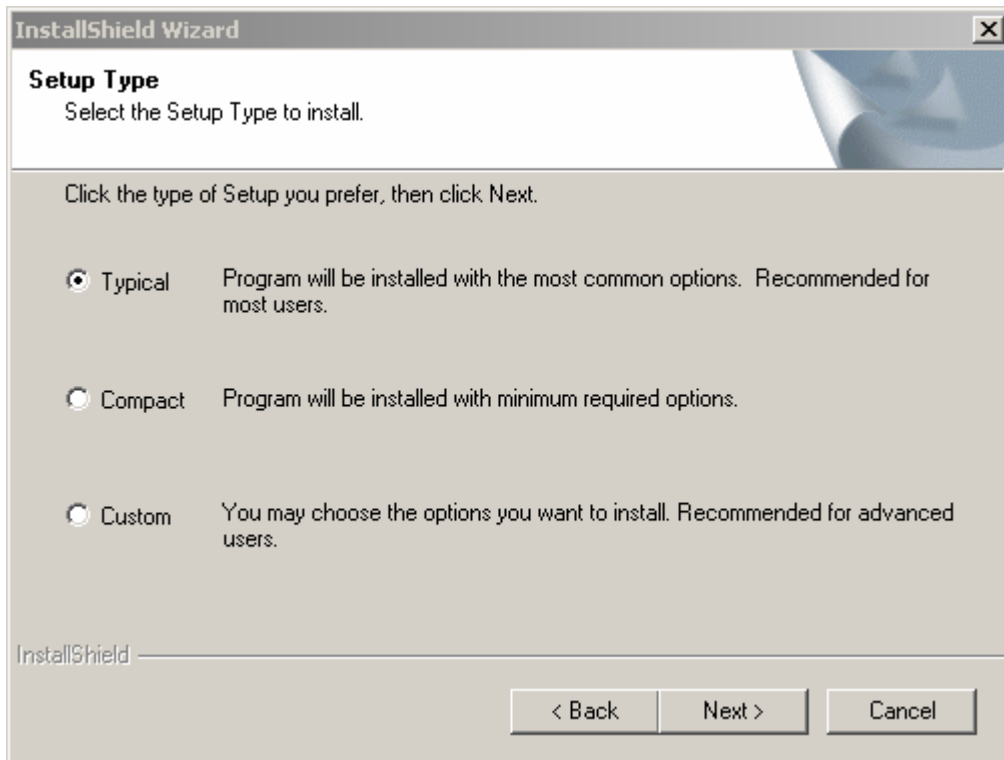 InstallShield Wizard
Setup Type
Select the Setup Type to install.
Click the type of Setup you prefer, then click Next.
Typical
Program will be installed with the most common options.  Recommended for
most users.
Compact
Program will be installed with minimum required options.
Custom
You may choose the options you want to install. Recommended for advanced
users.
InstallShield
< Back
Next >
Cancel